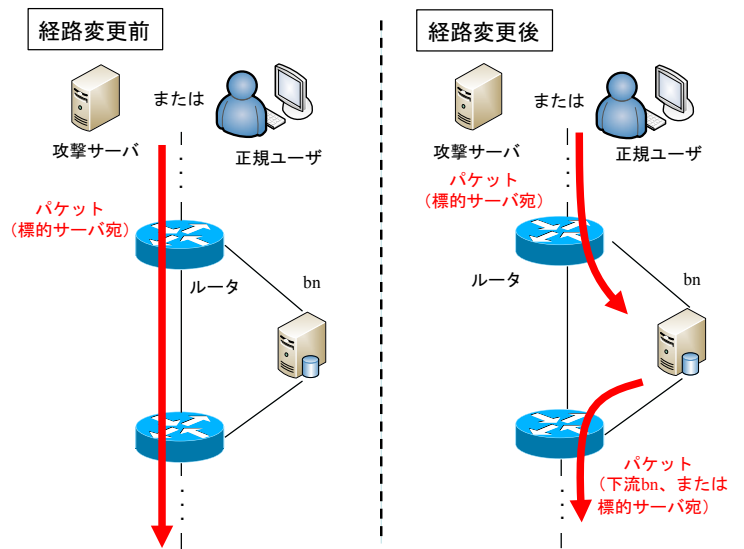 経路変更前
または
攻撃サーバ
正規ユーザ
パケット
（標的サーバ宛）
ルータ
bn
経路変更後
または
攻撃サーバ
正規ユーザ
パケット
（標的サーバ宛）
ルータ
bn
パケット
（下流bn、または
標的サーバ宛）